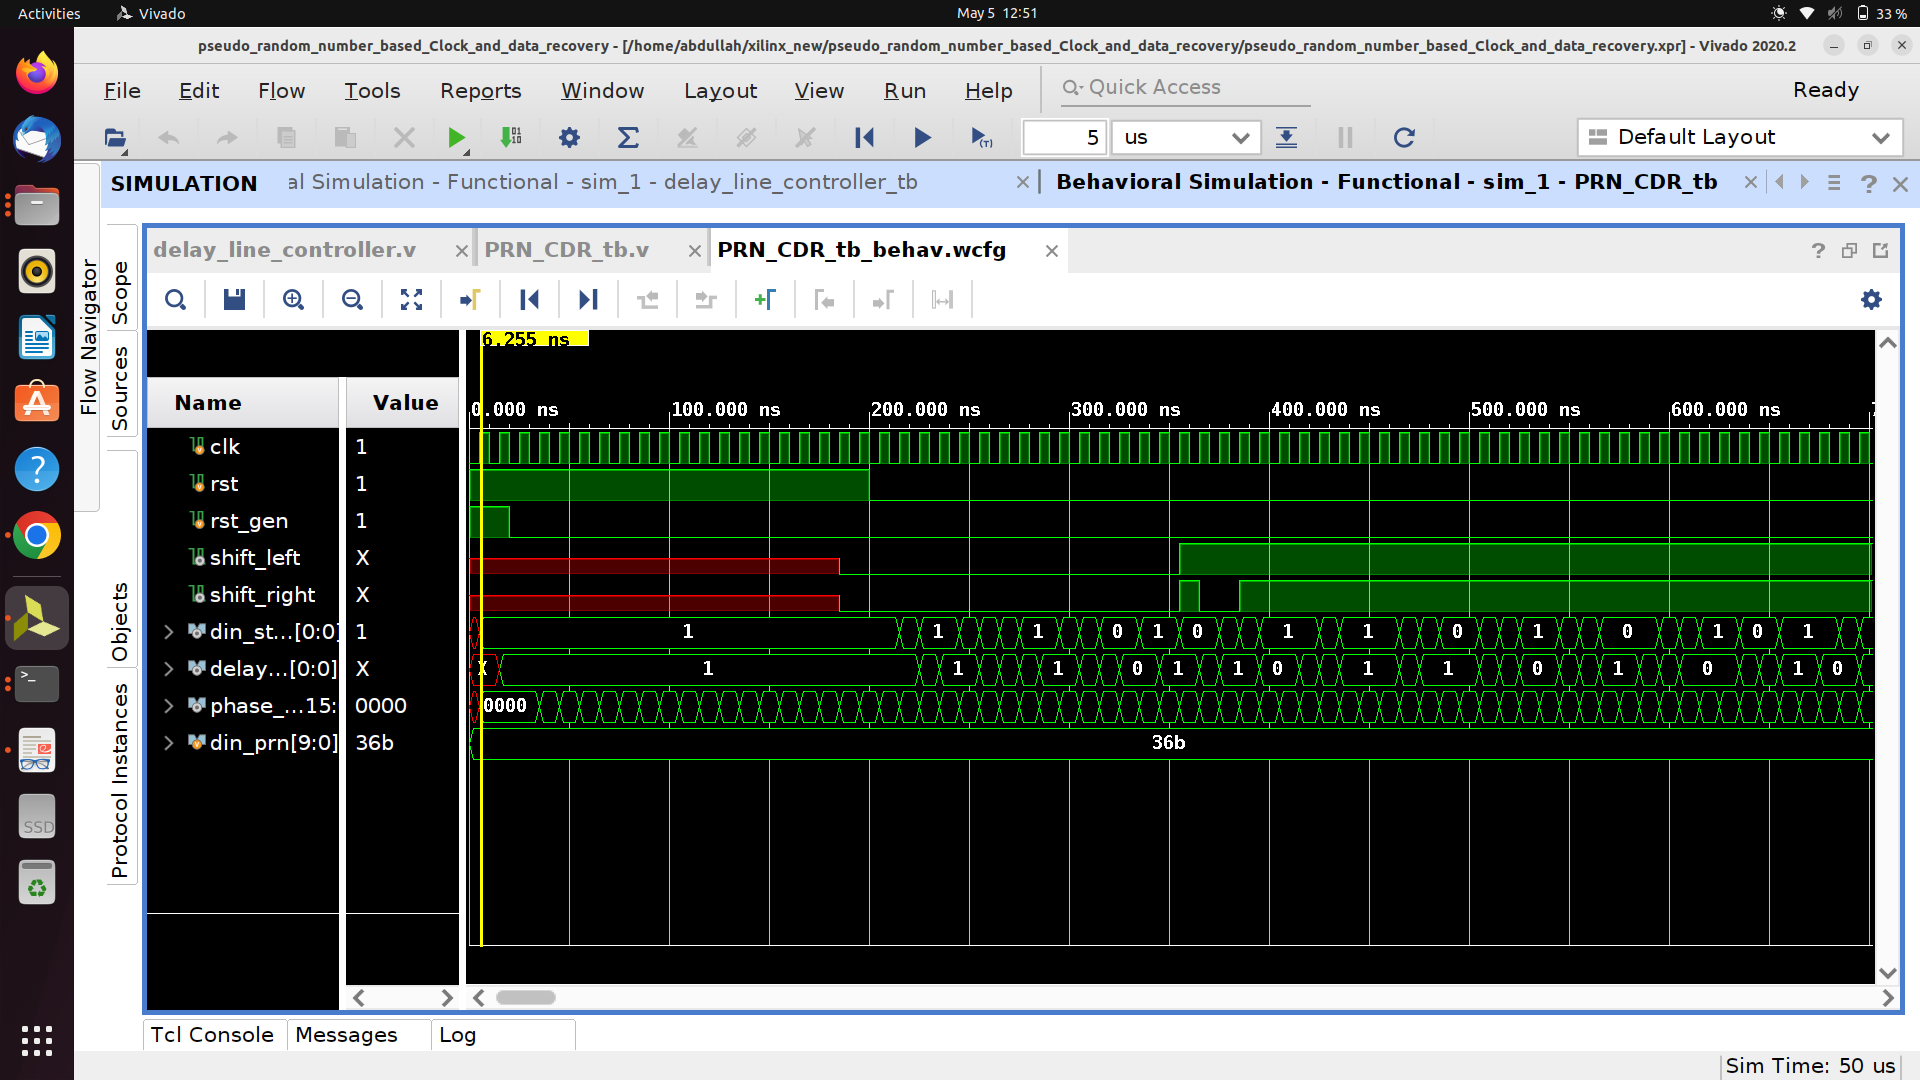 Activities Vivado May 5 12:51 33 %
pseudo_random_number_based_Clock_and_data_recovery - [/home/abdullah/xilinx_new/pseudo_random_number_based_Clock_and_data_recovery/pseudo_random_number_based_Clock_and_data_recovery.xpr] - Vivado 2020.2
File Edit Flow Tools Reports Window Layout View Run Help Quick Access Ready
5 us Default Layout
SIMULATION al Simulation - Functional - sim_1 - delay_line_controller_tb Behavioral Simulation - Functional - sim_1 - PRN_CDR_tb
Flow Navigator
Scope
Sources
Objects
Protocol Instances
delay_line_controller.v PRN_CDR_tb.v PRN_CDR_tb_behav.wcfg
6.255 ns
Name Value
0.000 ns 100.000 ns 200.000 ns 300.000 ns 400.000 ns 500.000 ns 600.000 ns
clk 1
rst 1
rst_gen 1
shift_left X
shift_right X
din_st...[0:0] 1 1 1 1 0 1 0 1 1 0 1 0 1 0 1
delay...[0:0] X X 1 1 1 0 1 1 0 1 1 0 1 0 1 0
phase_...15: 0000 0000
din_prn[9:0] 36b 36b
SSD
Tcl Console Messages Log
Sim Time: 50 us